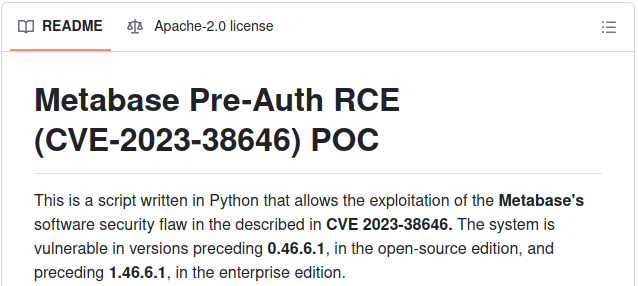 README Apache-2.0 license
Metabase Pre-Auth RCE
(CVE-2023-38646) POC
This is a script written in Python that allows the exploitation of the Metabase's
software security flaw in the described in CVE 2023-38646. The system is
vulnerable in versions preceding 0.46.6.1, in the open-source edition, and
preceding 1.46.6.1, in the enterprise edition.